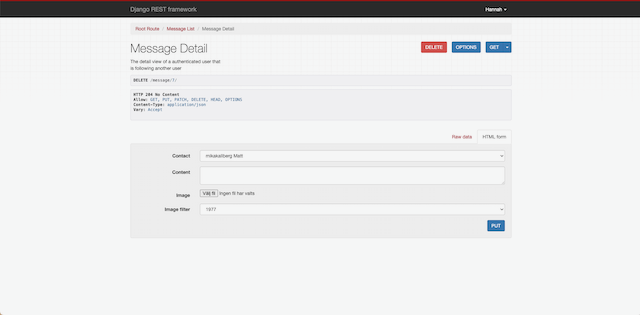 Django REST framework
Hannah
Root Route / Message List / Message Detail
Message Detail
DELETE
OPTIONS
GET
The detail view of a authenticated user that
is following another user
DELETE /message/7/
HTTP 204 No Content
Allow: GET, PUT, PATCH, DELETE, HEAD, OPTIONS
Content-Type: application/json
Vary: Accept
Raw data
HTML form
Contact
Matt
Content
Image
Välj fil
Ingen fil har valts
Image filter
1977
PUT